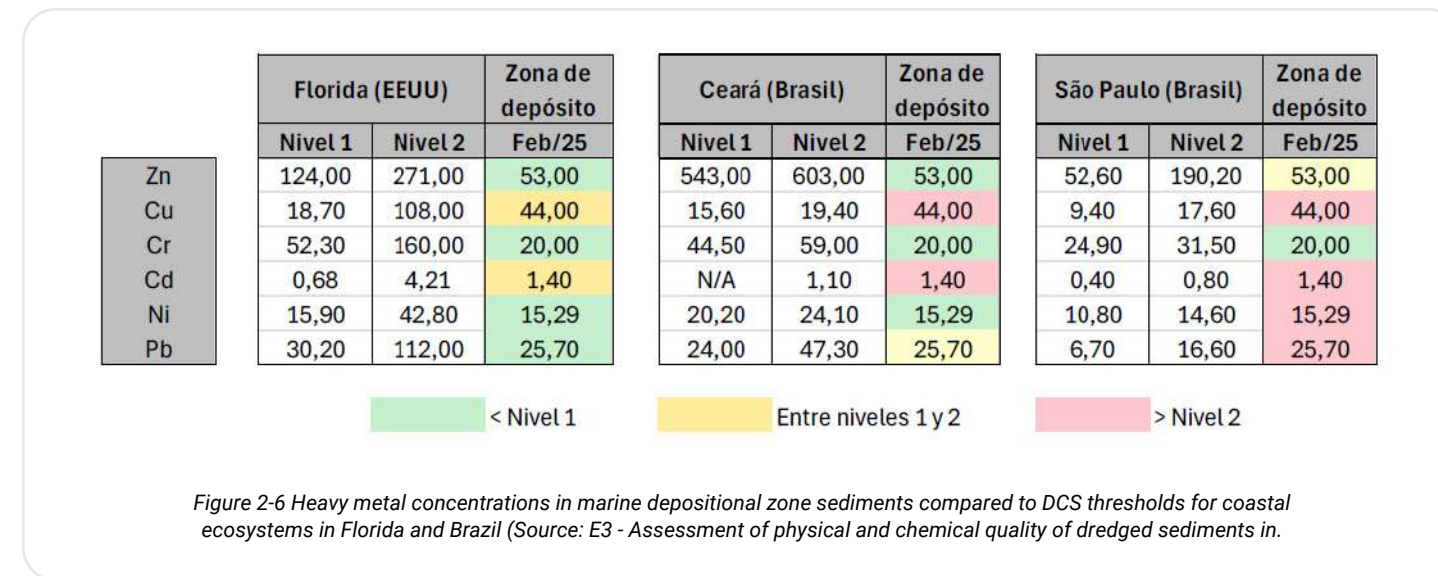 Florida (EEUU) Zona de depósito Ceará (Brasil) Zona de depósito São Paulo (Brasil) Zona de depósito
Nivel 1 Nivel 2 Feb/25 Nivel 1 Nivel 2 Feb/25 Nivel 1 Nivel 2 Feb/25
Zn 124,00 271,00 53,00 543,00 603,00 53,00 52,60 190,20 53,00
Cu 18,70 108,00 44,00 15,60 19,40 44,00 9,40 17,60 44,00
Cr 52,30 160,00 20,00 44,50 59,00 20,00 24,90 31,50 20,00
Cd 0,68 4,21 1,40 N/A 1,10 1,40 0,40 0,80 1,40
Ni 15,90 42,80 15,29 20,20 24,10 15,29 10,80 14,60 15,29
Pb 30,20 112,00 25,70 24,00 47,30 25,70 6,70 16,60 25,70
< Nivel 1 Entre niveles 1 y 2 > Nivel 2
Figure 2-6 Heavy metal concentrations in marine depositional zone sediments compared to DCS thresholds for coastal
ecosystems in Florida and Brazil (Source: E3 - Assessment of physical and chemical quality of dredged sediments in.